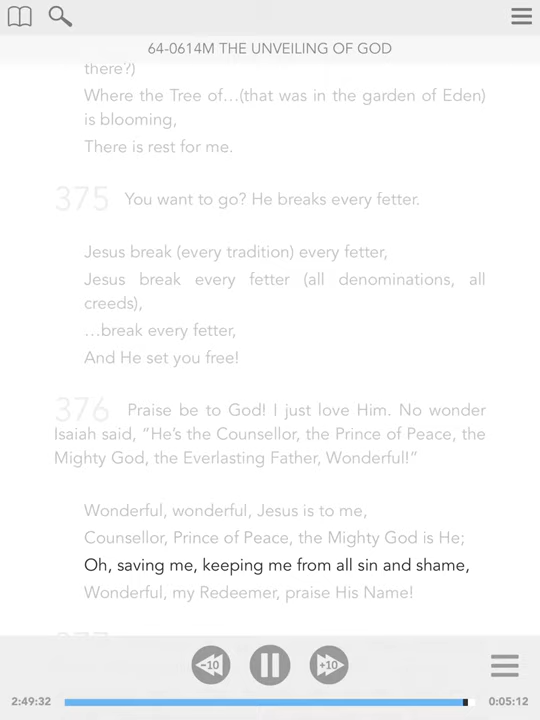 64-0614M THE UNVEILING OF GOD
there?)
Where the Tree of…(that was in the garden of Eden)
is blooming,
There is rest for me.
375 You want to go? He breaks every fetter.
Jesus break (every tradition) every fetter,
Jesus break every fetter (all denominations, all
creeds),
…break every fetter,
And He set you free!
376 Praise be to God! I just love Him. No wonder
Isaiah said, “He’s the Counsellor, the Prince of Peace, the
Mighty God, the Everlasting Father, Wonderful!”
Wonderful, wonderful, Jesus is to me,
Counsellor, Prince of Peace, the Mighty God is He;
Oh, saving me, keeping me from all sin and shame,
Wonderful, my Redeemer, praise His Name!
-10 +10
2:49:32 0:05:12